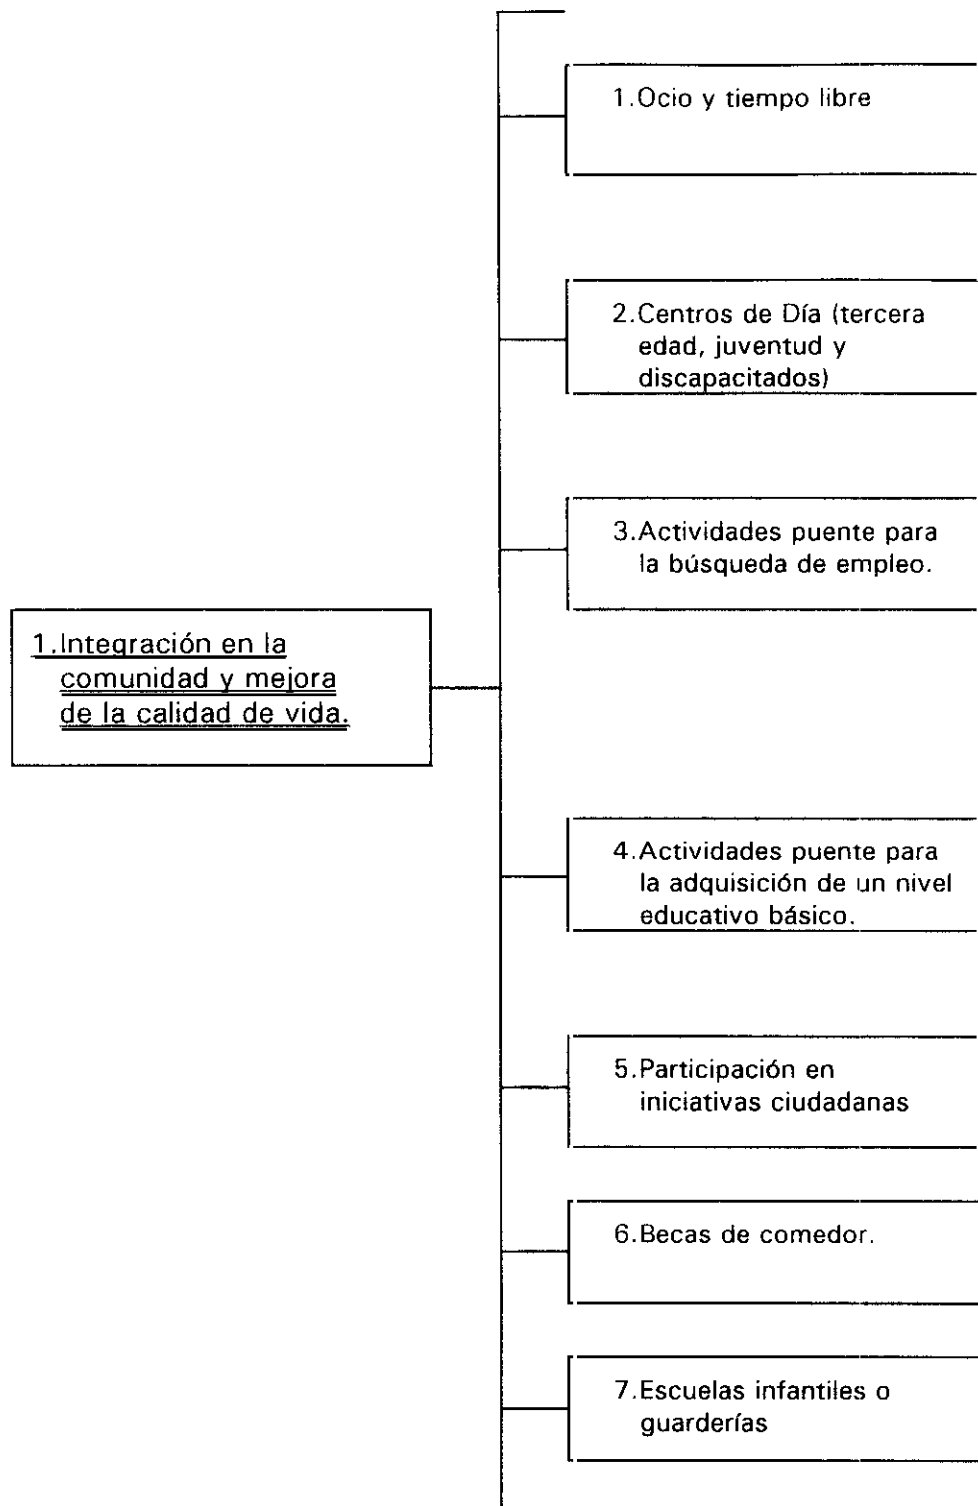 1.Ocio y tiempo libre
2.Centros de Día (tercera
edad, juventud y
discapacitados)
3.Actividades puente para
la búsqueda de empleo.
1.Integración en la
comunidad y mejora
de la calidad de vida.
4.Actividades puente para
la adquisición de un nivel
educativo básico.
5.Participación en
iniciativas ciudadanas
6.Becas de comedor.
7.Escuelas infantiles o
guarderías